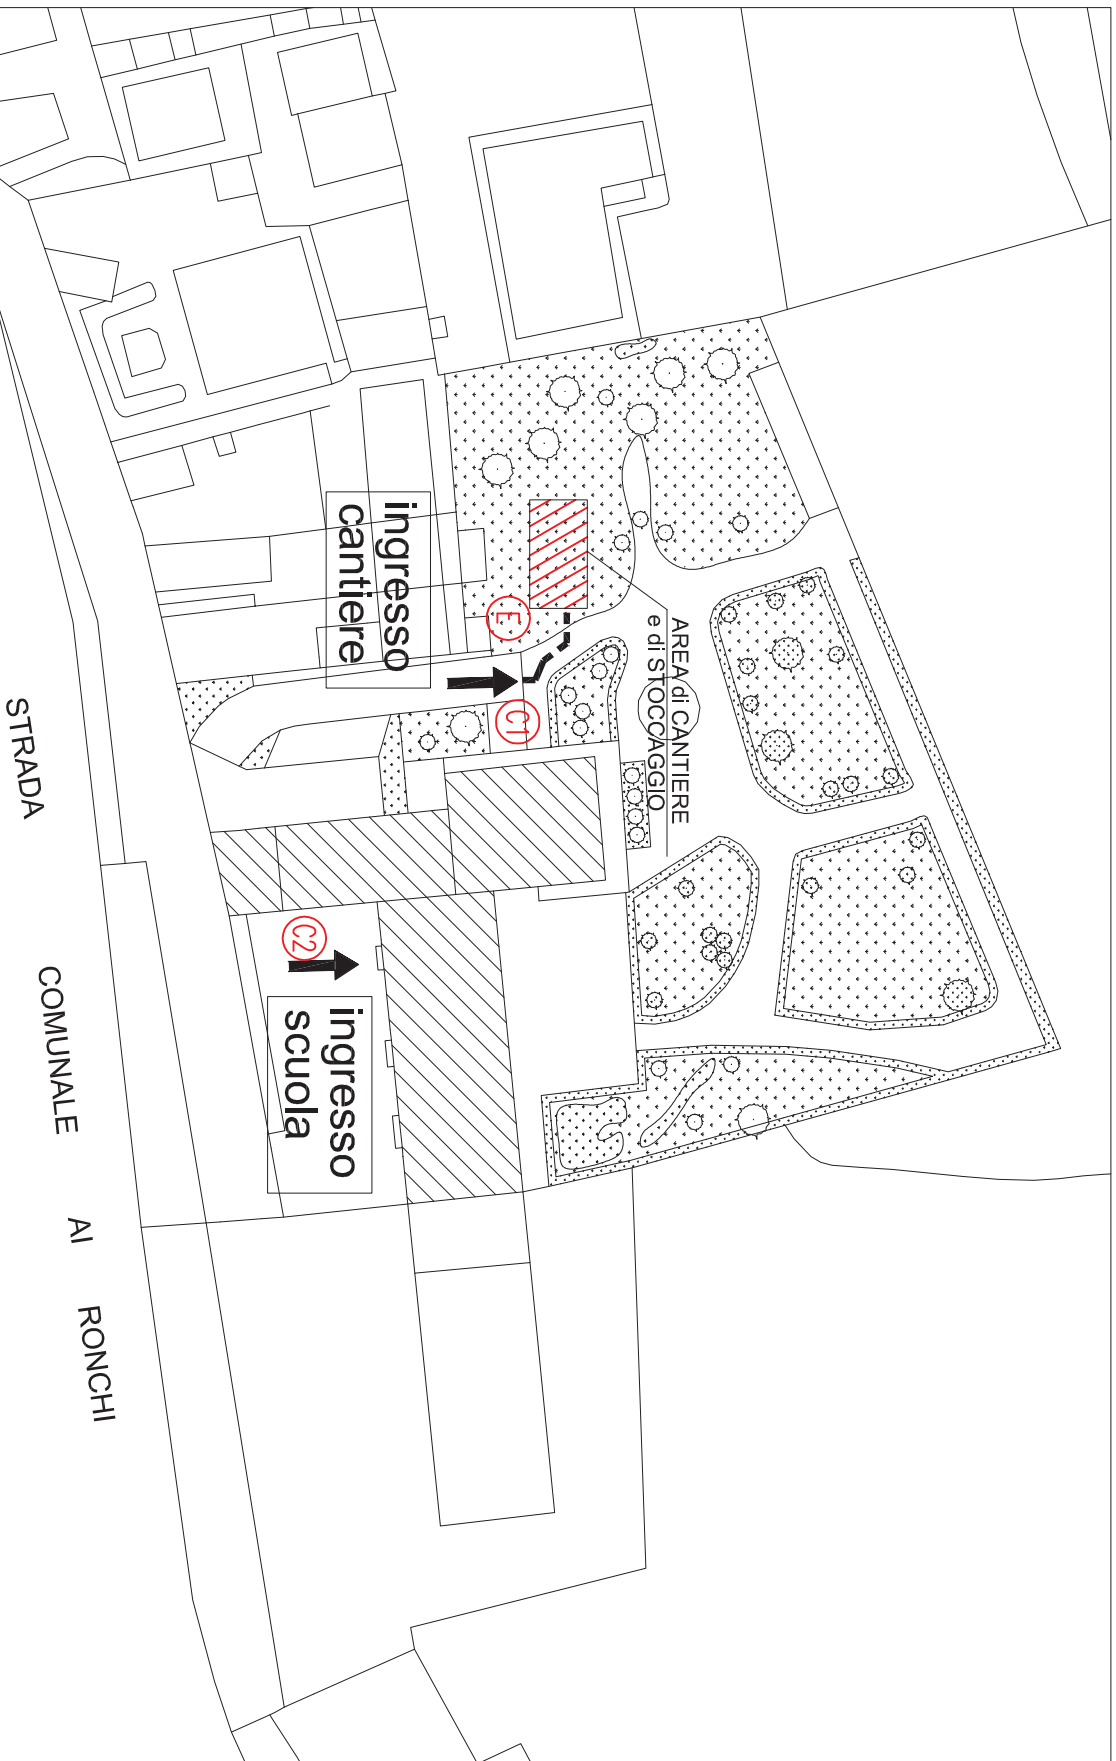 AREA di CANTIERE
e di STOCCAGGIO
E
ingresso
cantiere
C1
C2
ingresso
scuola
STRADA COMUNALE AI RONCHI